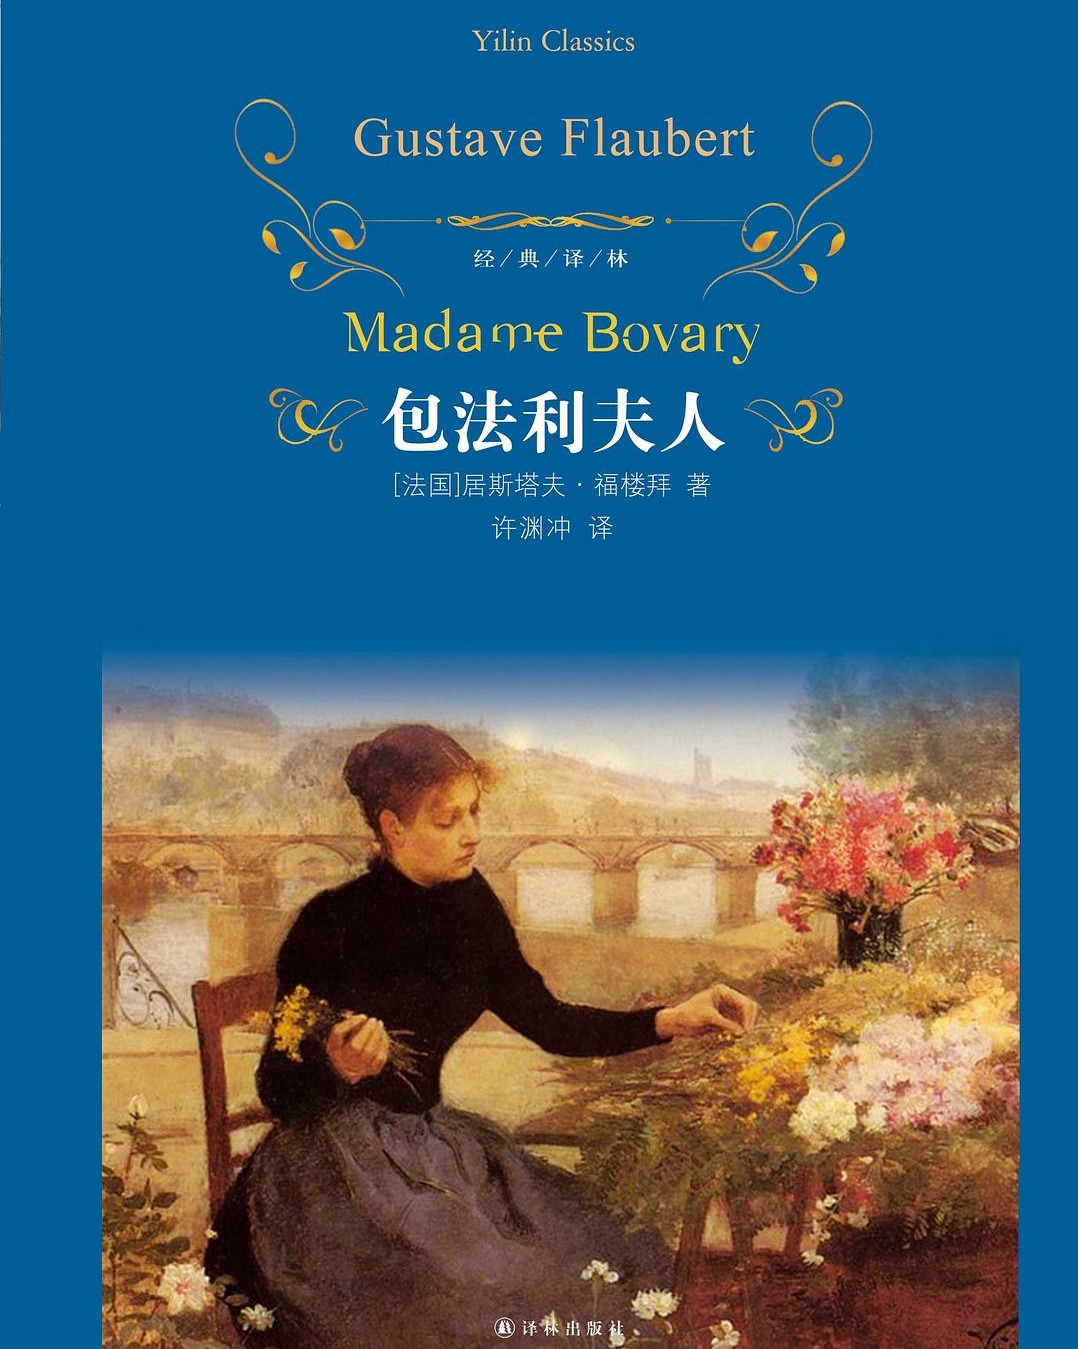 Yilin Classics
Gustave Flaubert
经/典/译/林
Madame Bovary
包法利夫人
[法国]居斯塔夫·福楼拜 著
许渊冲 译
译林出版社